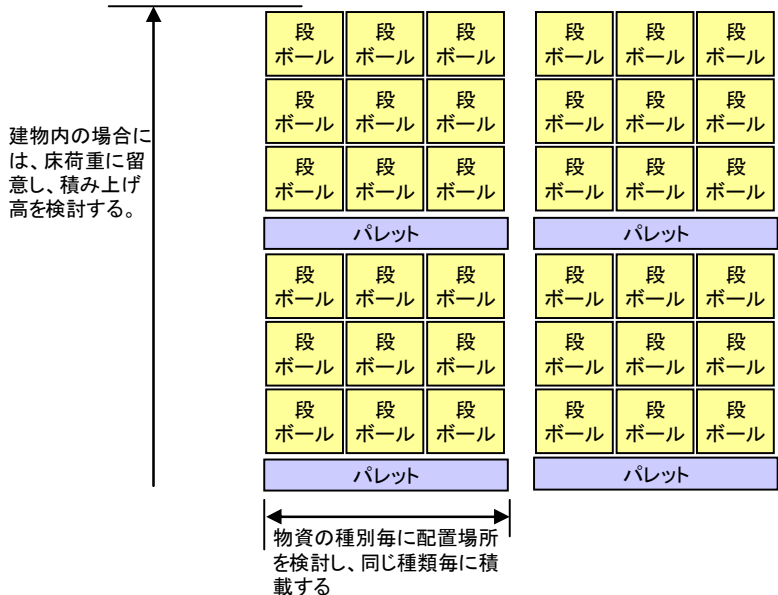 建物内の場合に
は、床荷重に留
意し、積み上げ
高を検討する。
段 段 段 段 段 段
ボール ボール ボール ボール ボール ボール
段 段 段 段 段 段
ボール ボール ボール ボール ボール ボール
段 段 段 段 段 段
ボール ボール ボール ボール ボール ボール
パレット パレット
段 段 段 段 段 段
ボール ボール ボール ボール ボール ボール
段 段 段 段 段 段
ボール ボール ボール ボール ボール ボール
段 段 段 段 段 段
ボール ボール ボール ボール ボール ボール
パレット パレット
物資の種別毎に配置場所
を検討し、同じ種類毎に積
載する